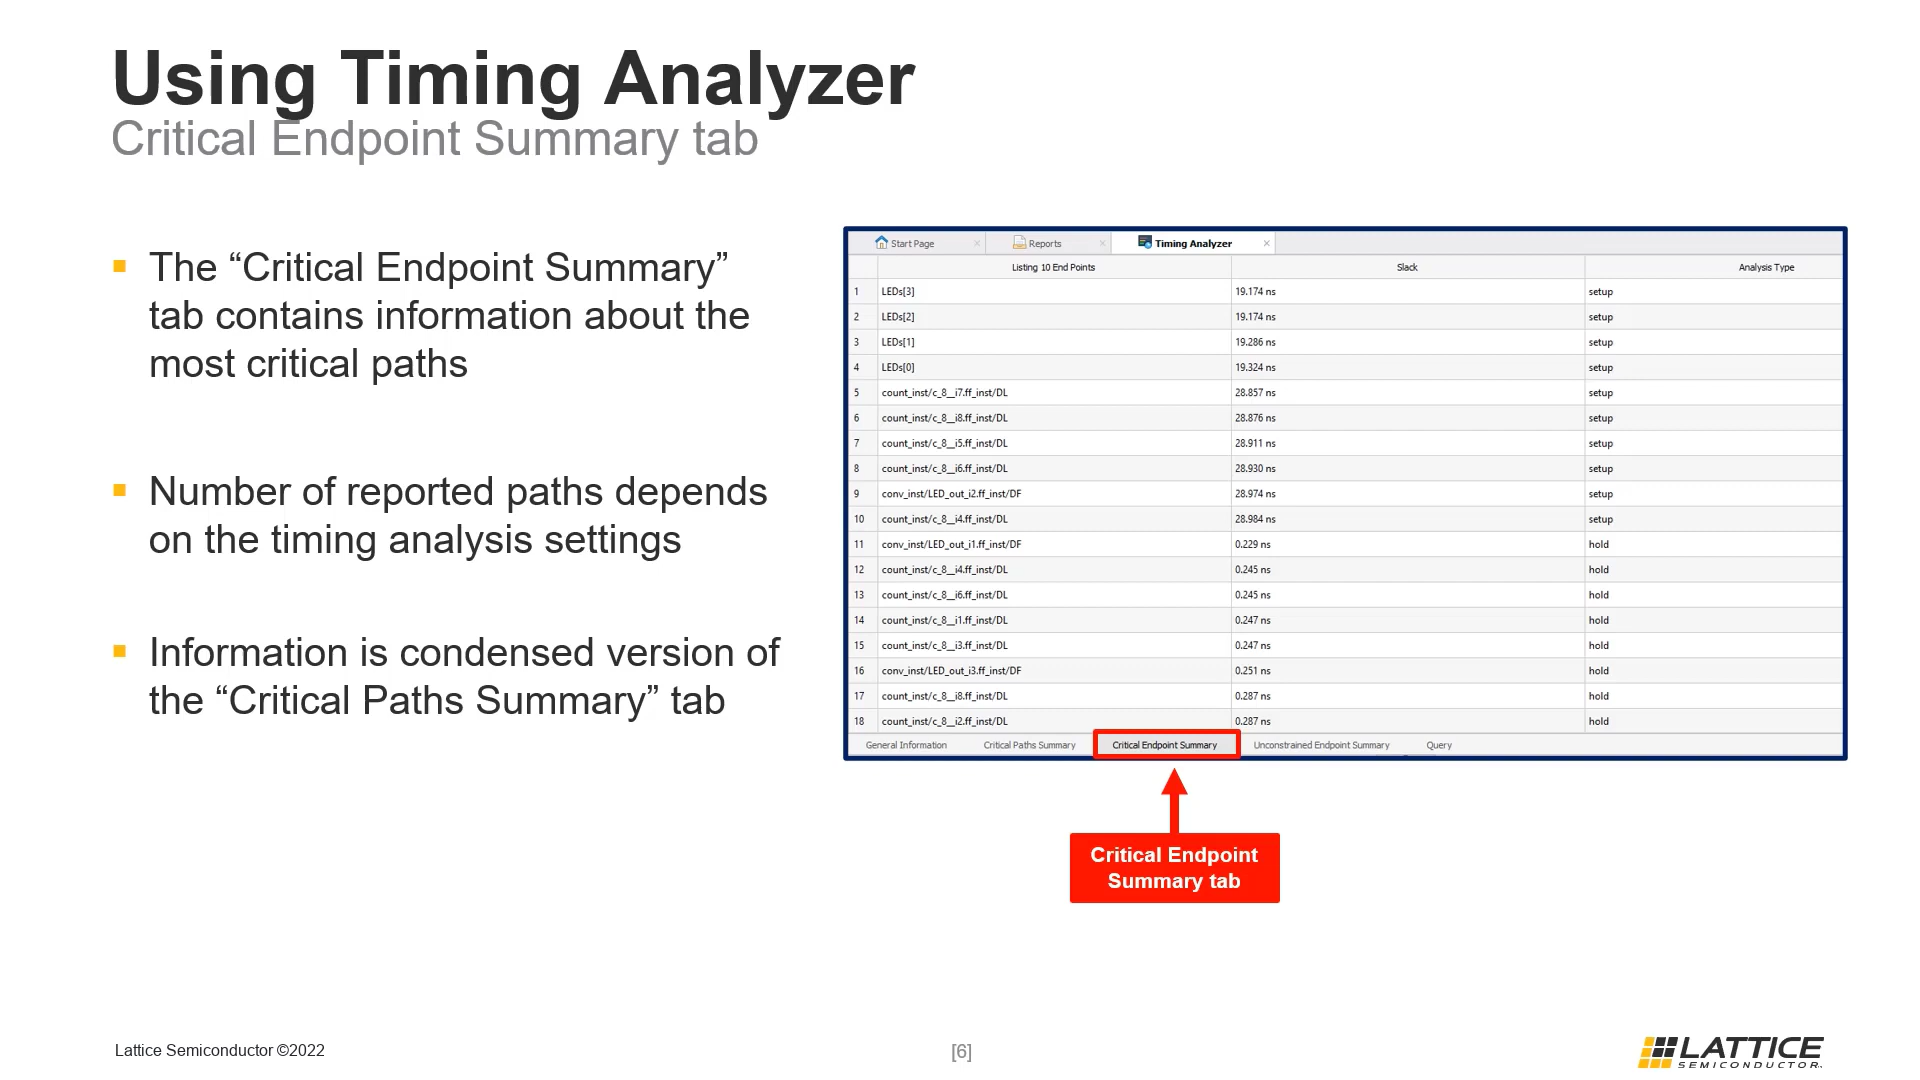 Using Timing Analyzer
Critical Endpoint Summary tab
The “Critical Endpoint Summary”
tab contains information about the
most critical paths
Number of reported paths depends
on the timing analysis settings
Information is condensed version of
the “Critical Paths Summary” tab
Start Page Reports Timing Analyzer
Listing 10 End Points Slack Analysis Type
1 LEDs[3] 19.174 ns setup
2 LEDs[2] 19.174 ns setup
3 LEDs[1] 19.286 ns setup
4 LEDs[0] 19.324 ns setup
5 count_inst/c_8__i7.ff_inst/DL 28.857 ns setup
6 count_inst/c_8__i8.ff_inst/DL 28.876 ns setup
7 count_inst/c_8__i5.ff_inst/DL 28.911 ns setup
8 count_inst/c_8__i6.ff_inst/DL 28.930 ns setup
9 conv_inst/LED_out_i2.ff_inst/DF 28.974 ns setup
10 count_inst/c_8__i4.ff_inst/DL 28.984 ns setup
11 conv_inst/LED_out_i1.ff_inst/DF 0.229 ns hold
12 count_inst/c_8__i4.ff_inst/DL 0.245 ns hold
13 count_inst/c_8__i6.ff_inst/DL 0.245 ns hold
14 count_inst/c_8__i1.ff_inst/DL 0.247 ns hold
15 count_inst/c_8__i3.ff_inst/DL 0.247 ns hold
16 conv_inst/LED_out_i3.ff_inst/DF 0.251 ns hold
17 count_inst/c_8__i8.ff_inst/DL 0.287 ns hold
18 count_inst/c_8__i2.ff_inst/DL 0.287 ns hold
General Information Critical Paths Summary Critical Endpoint Summary Unconstrained Endpoint Summary Query
Critical Endpoint
Summary tab
Lattice Semiconductor ©2022
[6]
LATTICE
SEMICONDUCTOR